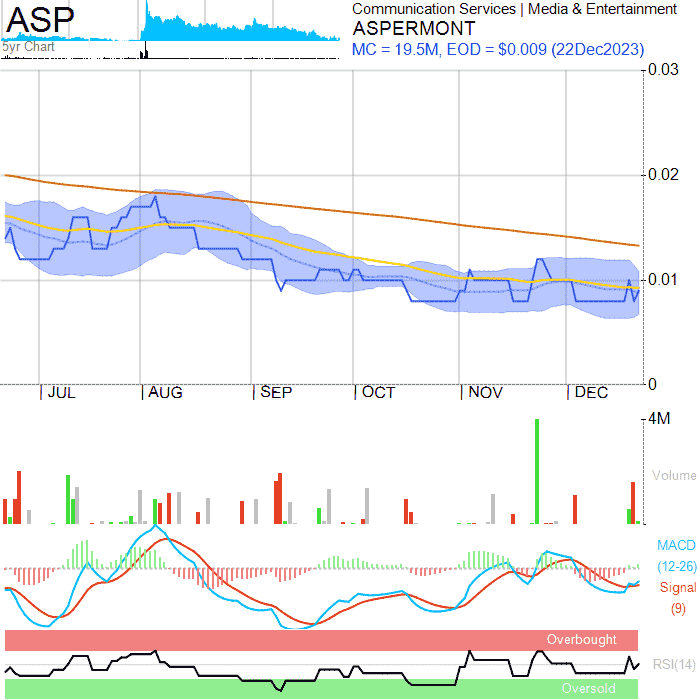 ASP
5yr Chart
Communication Services | Media & Entertainment
ASPERMONT
MC = 19.5M, EOD = $0.009 (22Dec2023)
0.03
0.02
0.01
0
JUL
AUG
SEP
OCT
NOV
DEC
4M
Volume
MACD
(12-26)
Signal
(9)
Overbought
RSI(14)
Oversold